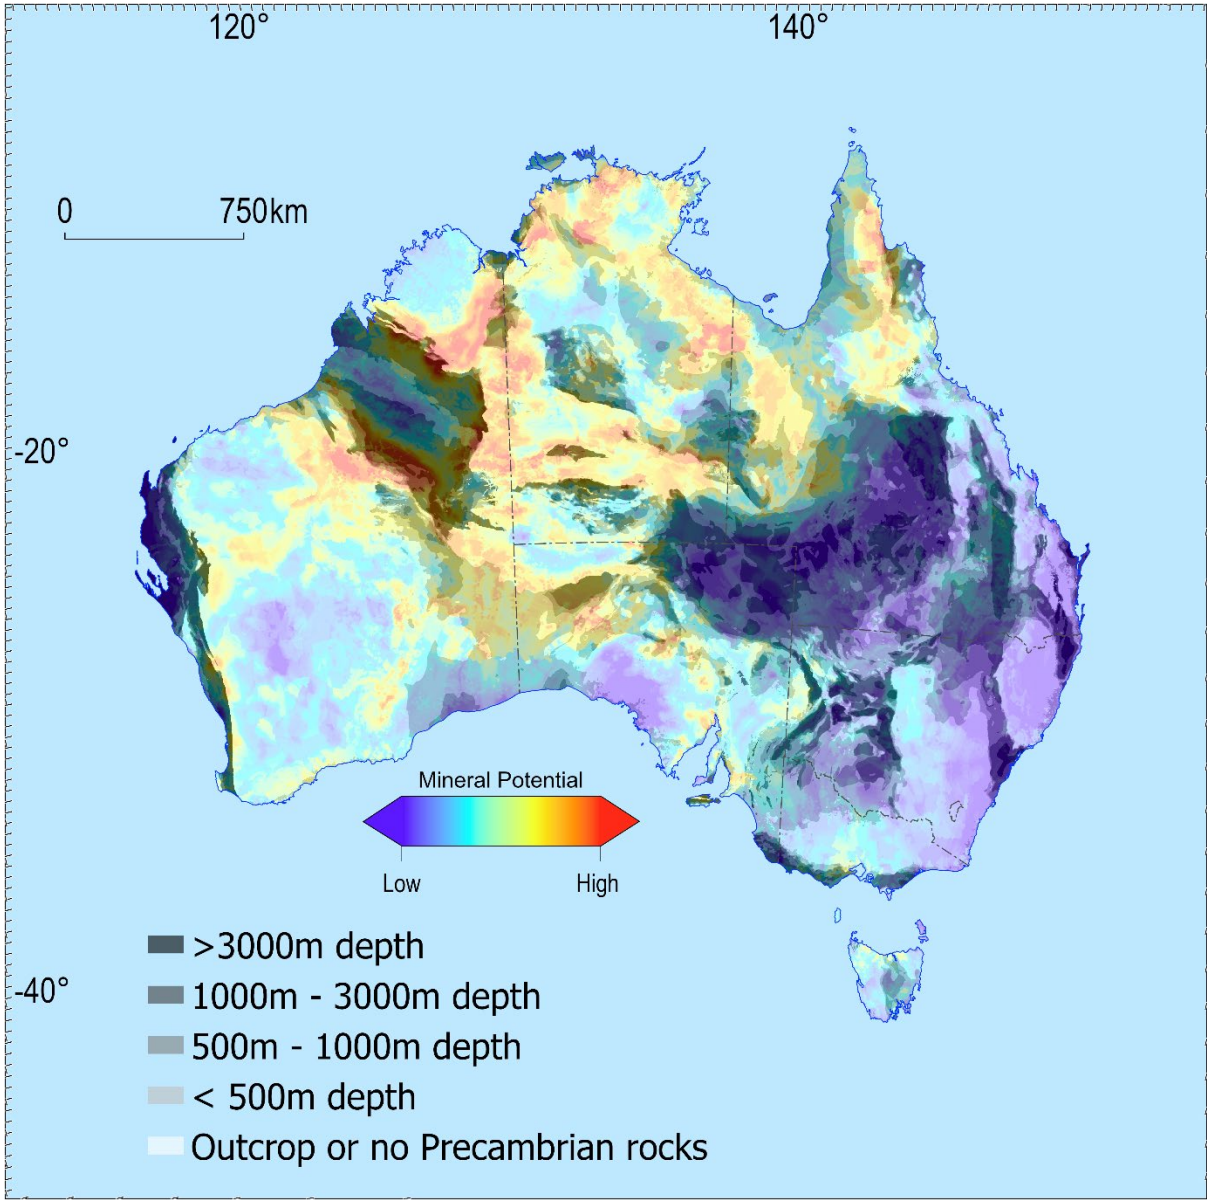 120° 140°
0 750km
-20°
Mineral Potential
Low High
>3000m depth
1000m - 3000m depth
-40°
500m - 1000m depth
< 500m depth
Outcrop or no Precambrian rocks